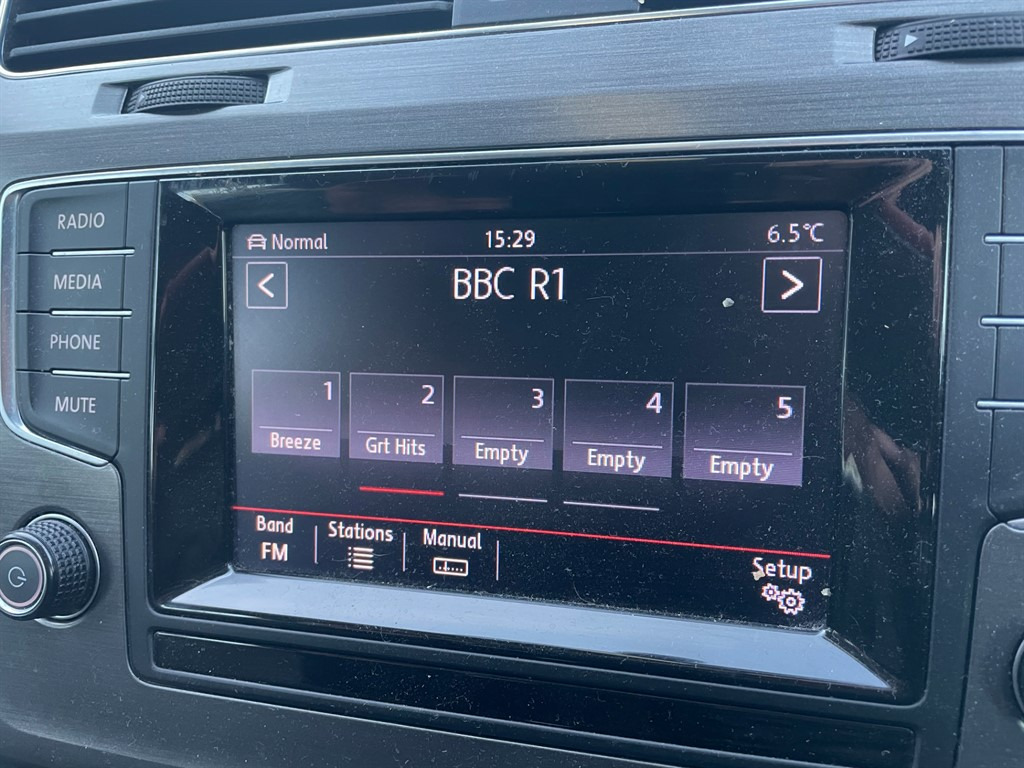 RADIO
MEDIA
PHONE
MUTE
Normal 15:29 6.5°C
< BBC R1 >
1 2 3 4 5
Breeze Grt Hits Empty Empty Empty
Band Stations Manual
FM
Setup